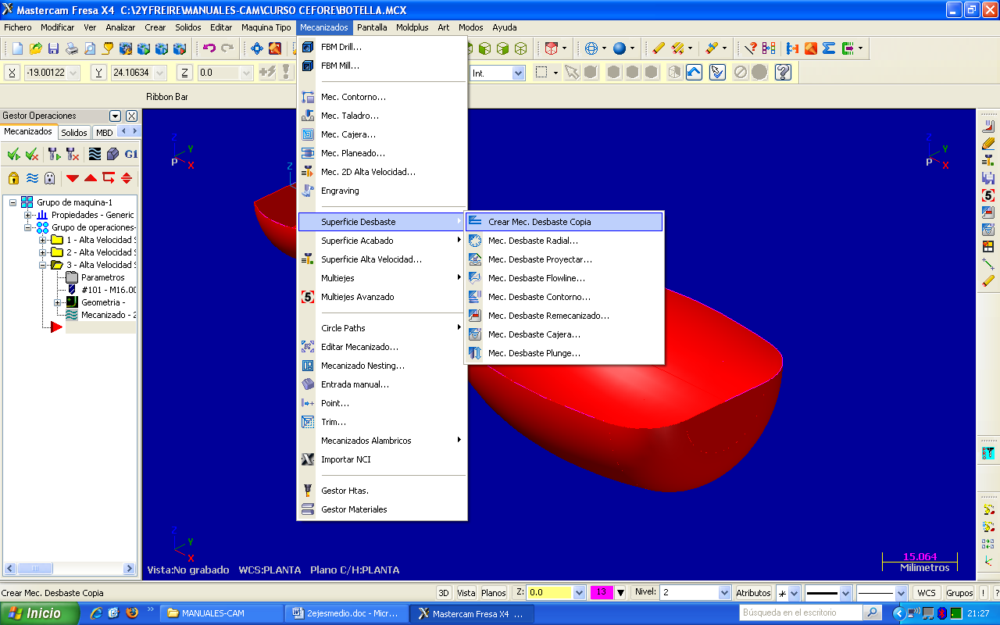 Mastercam Fresa X4  C:\2YFREIRE\MANUALES-CAM\CURSO CEFORE\BOTELLA.MCX
Fichero Modificar Ver Analizar Crear Solidos Editar Maquina Tipo Mecanizados Pantalla Moldplus Art Modos Ayuda
X -19.00122 Y 24.10634 Z 0.0 Int.
Ribbon Bar
Gestor Operaciones
Mecanizados Solidos MBD
G1
Grupo de maquina-1
Propiedades - Generic
Grupo de operaciones-
1 - Alta Velocidad S
2 - Alta Velocidad S
3 - Alta Velocidad S
Parametros
#101 - M16.00
Geometria -
Mecanizado - 2
FBM Drill...
FBM Mill...
Mec. Contorno...
Mec. Taladro...
Mec. Cajera...
Mec. Planeado...
Mec. 2D Alta Velocidad...
Engraving
Superficie Desbaste
Superficie Acabado
Superficie Alta Velocidad...
Multiejes
5 Multiejes Avanzado
Circle Paths
Editar Mecanizado...
Mecanizado Nesting...
Entrada manual...
Point...
Trim...
Mecanizados Alambricos
Importar NCI
Gestor Htas.
Gestor Materiales
Crear Mec. Desbaste Copia
Mec. Desbaste Radial...
Mec. Desbaste Proyectar...
Mec. Desbaste Flowline...
Mec. Desbaste Contorno...
Mec. Desbaste Remecanizado...
Mec. Desbaste Cajera...
Mec. Desbaste Plunge...
Z Y P X
Z
Z Y P X
5
Z Y X
Vista:No grabado WCS:PLANTA Plano C/H:PLANTA
15.064
Milimetros
Crear Mec. Desbaste Copia 3D Vista Planos Z: 0.0 13 Nivel: 2 Atributos WCS Grupos ! ?
Inicio MANUALES-CAM 2ejesmedio.doc - Micr... Mastercam Fresa X4 ... Búsqueda en el escritorio 21:27